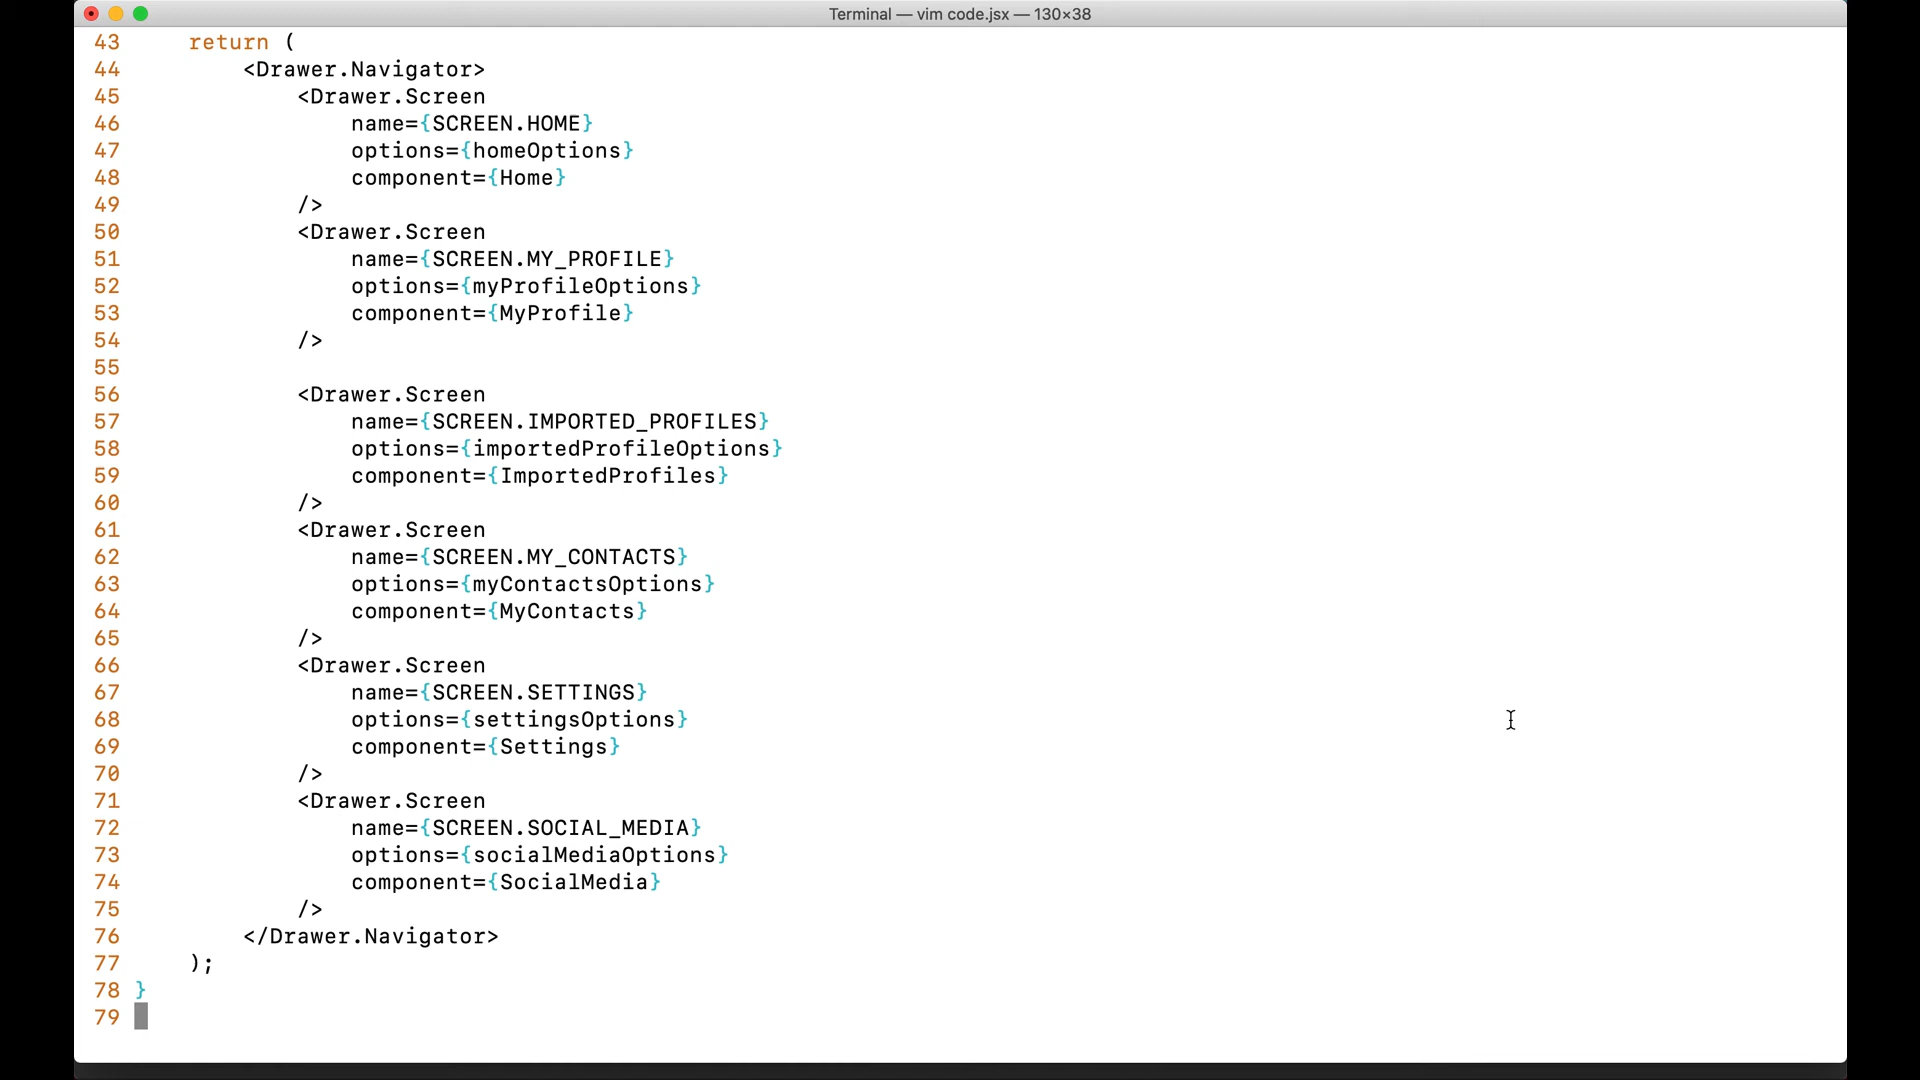 Terminal — vim code.jsx — 130×38
43     return (
44         <Drawer.Navigator>
45             <Drawer.Screen
46                 name={SCREEN.HOME}
47                 options={homeOptions}
48                 component={Home}
49             />
50             <Drawer.Screen
51                 name={SCREEN.MY_PROFILE}
52                 options={myProfileOptions}
53                 component={MyProfile}
54             />
55
56             <Drawer.Screen
57                 name={SCREEN.IMPORTED_PROFILES}
58                 options={importedProfileOptions}
59                 component={ImportedProfiles}
60             />
61             <Drawer.Screen
62                 name={SCREEN.MY_CONTACTS}
63                 options={myContactsOptions}
64                 component={MyContacts}
65             />
66             <Drawer.Screen
67                 name={SCREEN.SETTINGS}
68                 options={settingsOptions}
69                 component={Settings}
70             />
71             <Drawer.Screen
72                 name={SCREEN.SOCIAL_MEDIA}
73                 options={socialMediaOptions}
74                 component={SocialMedia}
75             />
76         </Drawer.Navigator>
77     );
78 }
79